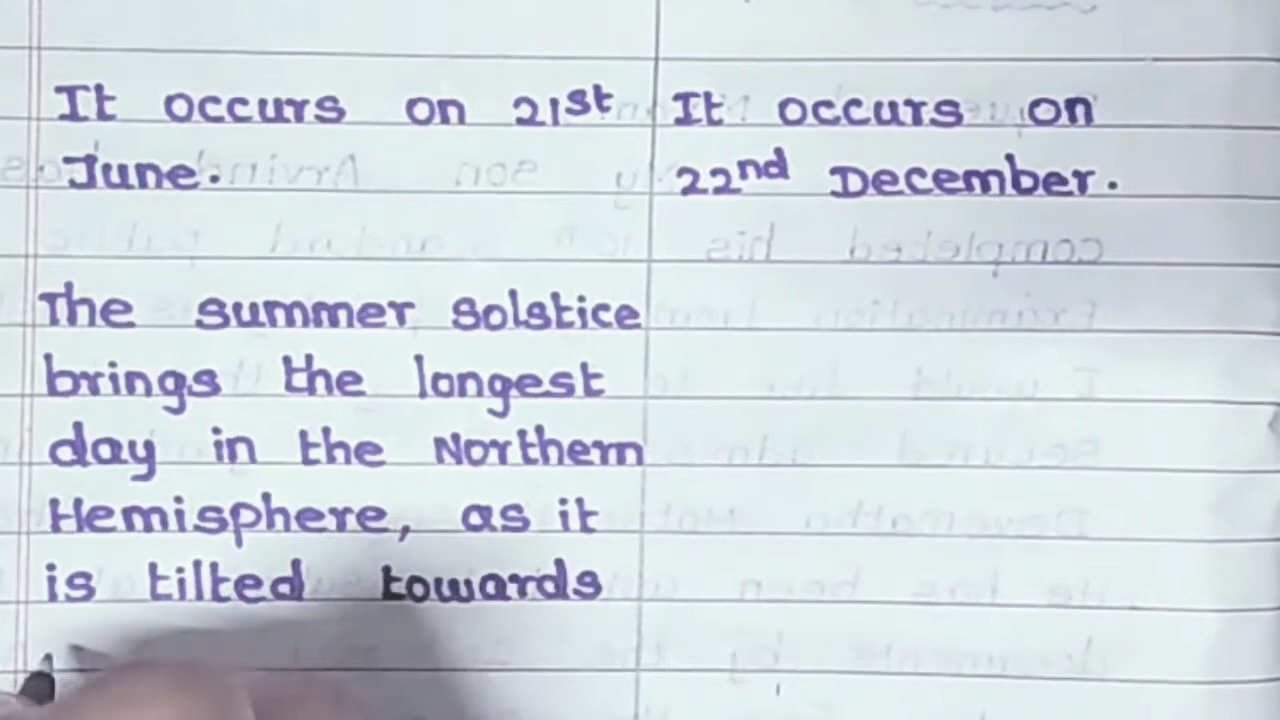 It occurs on 21st
June.
The summer solstice
brings the longest
day in the Northern
Hemisphere, as it
is tilted towards
It occurs on
22nd December.